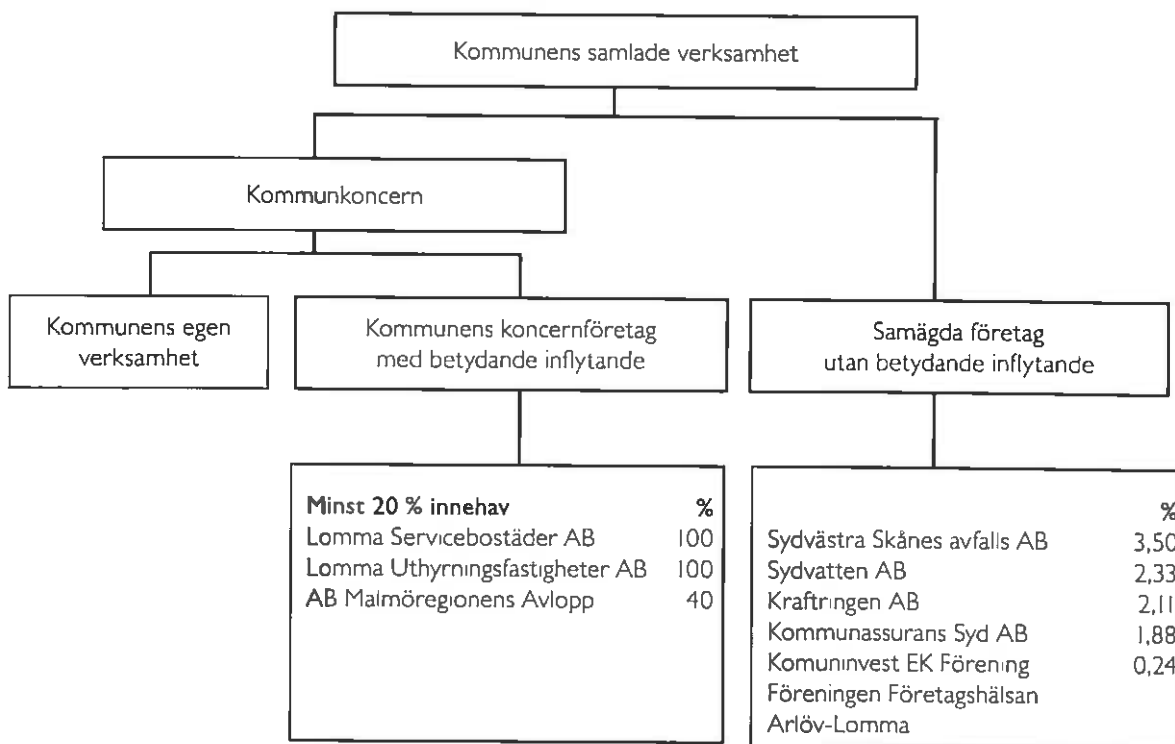 Kommunens samlade verksamhet
Kommunkoncern
Kommunens egen
verksamhet
Kommunens koncernföretag
med betydande inflytande
Samägda företag
utan betydande inflytande
Minst 20 % innehav %
Lomma Servicebostäder AB 100
Lomma Uthyrningsfastigheter AB 100
AB Malmöregionens Avlopp 40
%
Sydvästra Skånes avfalls AB 3,50
Sydvatten AB 2,33
Kraftringen AB 2,11
Kommunassurans Syd AB 1,88
Komuninvest EK Förening 0,24
Föreningen Företagshälsan
Arlöv-Lomma